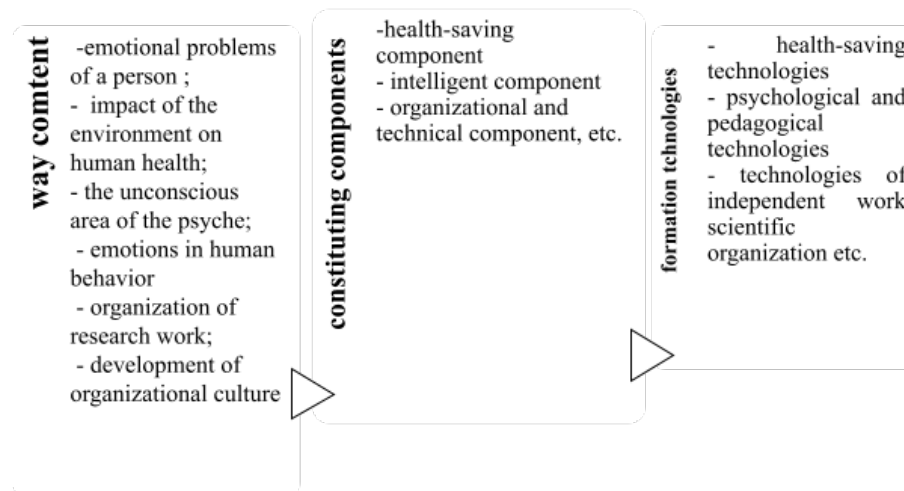 way comtent
-emotional problems
of a person ;
- impact of the
environment on
human health;
- the unconscious
area of the psyche;
- emotions in human
behavior
- organization of
research work;
- development of
organizational culture
constituting components
-health-saving
component
- intelligent component
- organizational and
technical component, etc.
formation tchnologies
- health-saving
technologies
- psychological and
pedagogical
technologies
- technologies of
independent work
scientific
organization etc.